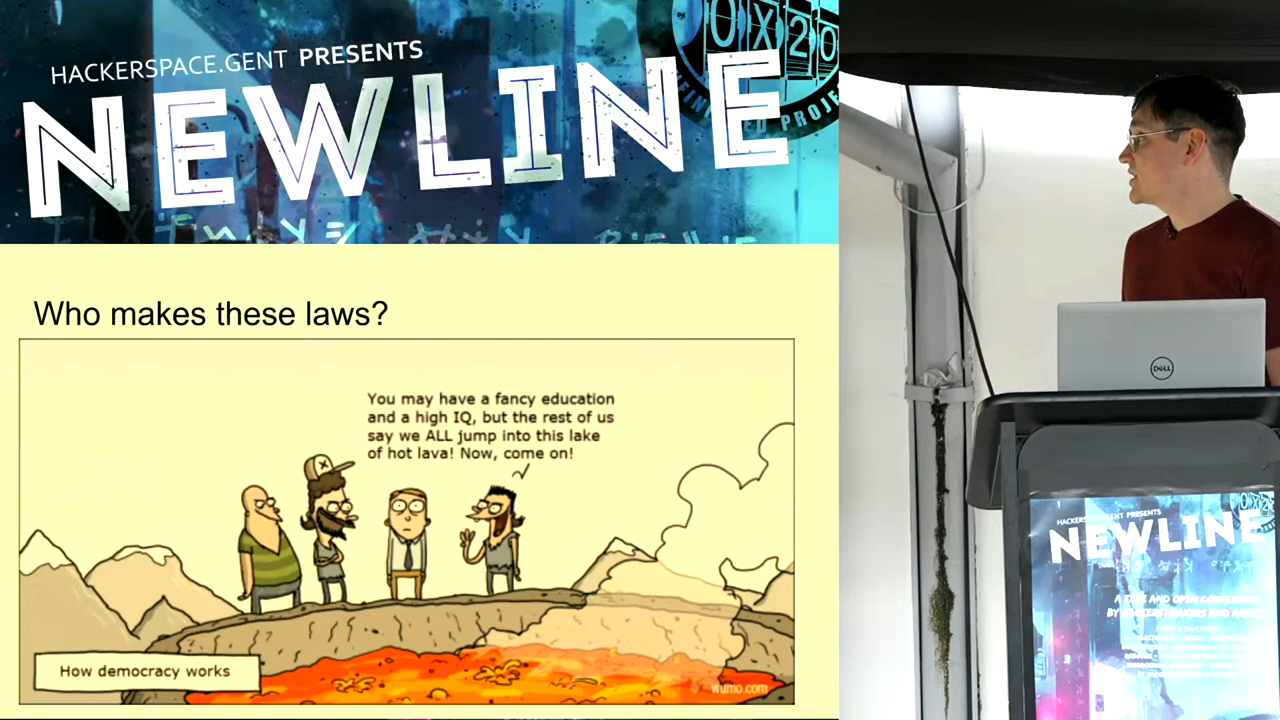 HACKERSPACE.GENT PRESENTS
NEWLINE
0X20
PROJE
Who makes these laws?
You may have a fancy education
and a high IQ, but the rest of us
say we ALL jump into this lake
of hot lava! Now, come on!
How democracy works
wumo.com
DELL
PRESENTS
NEWLINE